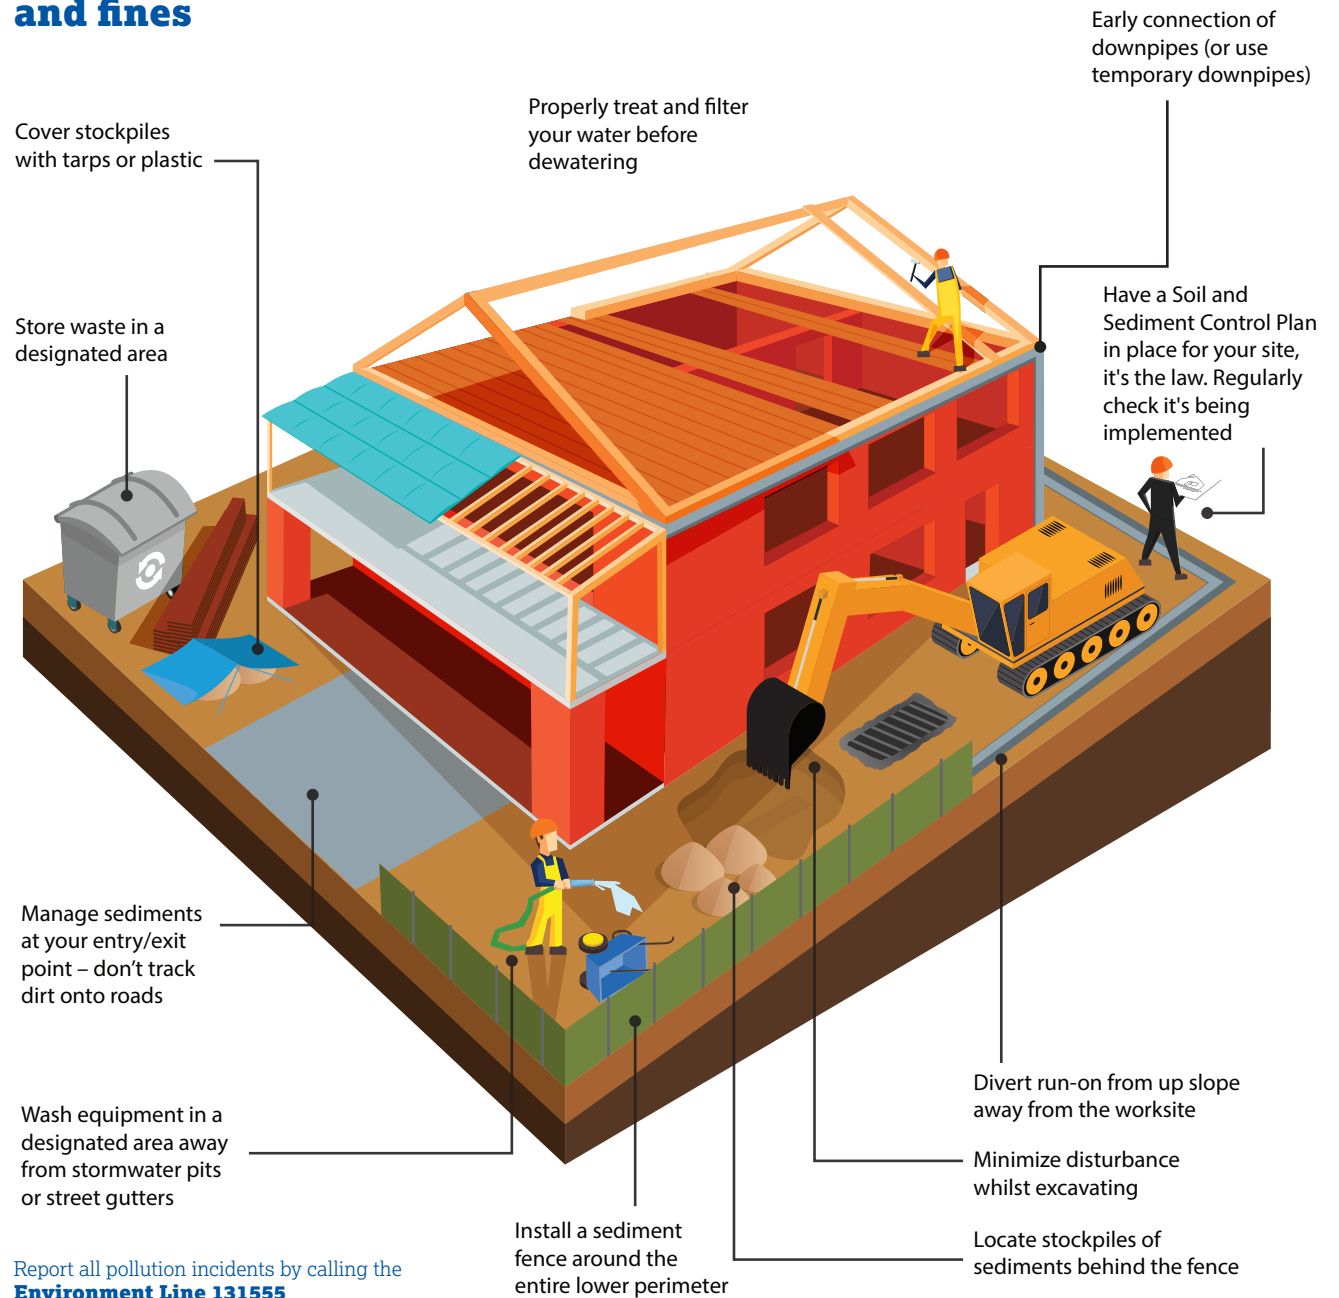 and fines
Early connection of
downpipes (or use
temporary downpipes)
Properly treat and filter
your water before
dewatering
Cover stockpiles
with tarps or plastic
Have a Soil and
Sediment Control Plan
in place for your site,
it's the law. Regularly
check it's being
implemented
Store waste in a
designated area
Manage sediments
at your entry/exit
point – don’t track
dirt onto roads
Wash equipment in a
designated area away
from stormwater pits
or street gutters
Divert run-on from up slope
away from the worksite
Minimize disturbance
whilst excavating
Locate stockpiles of
sediments behind the fence
Install a sediment
fence around the
entire lower perimeter
Report all pollution incidents by calling the
Environment Line 131555